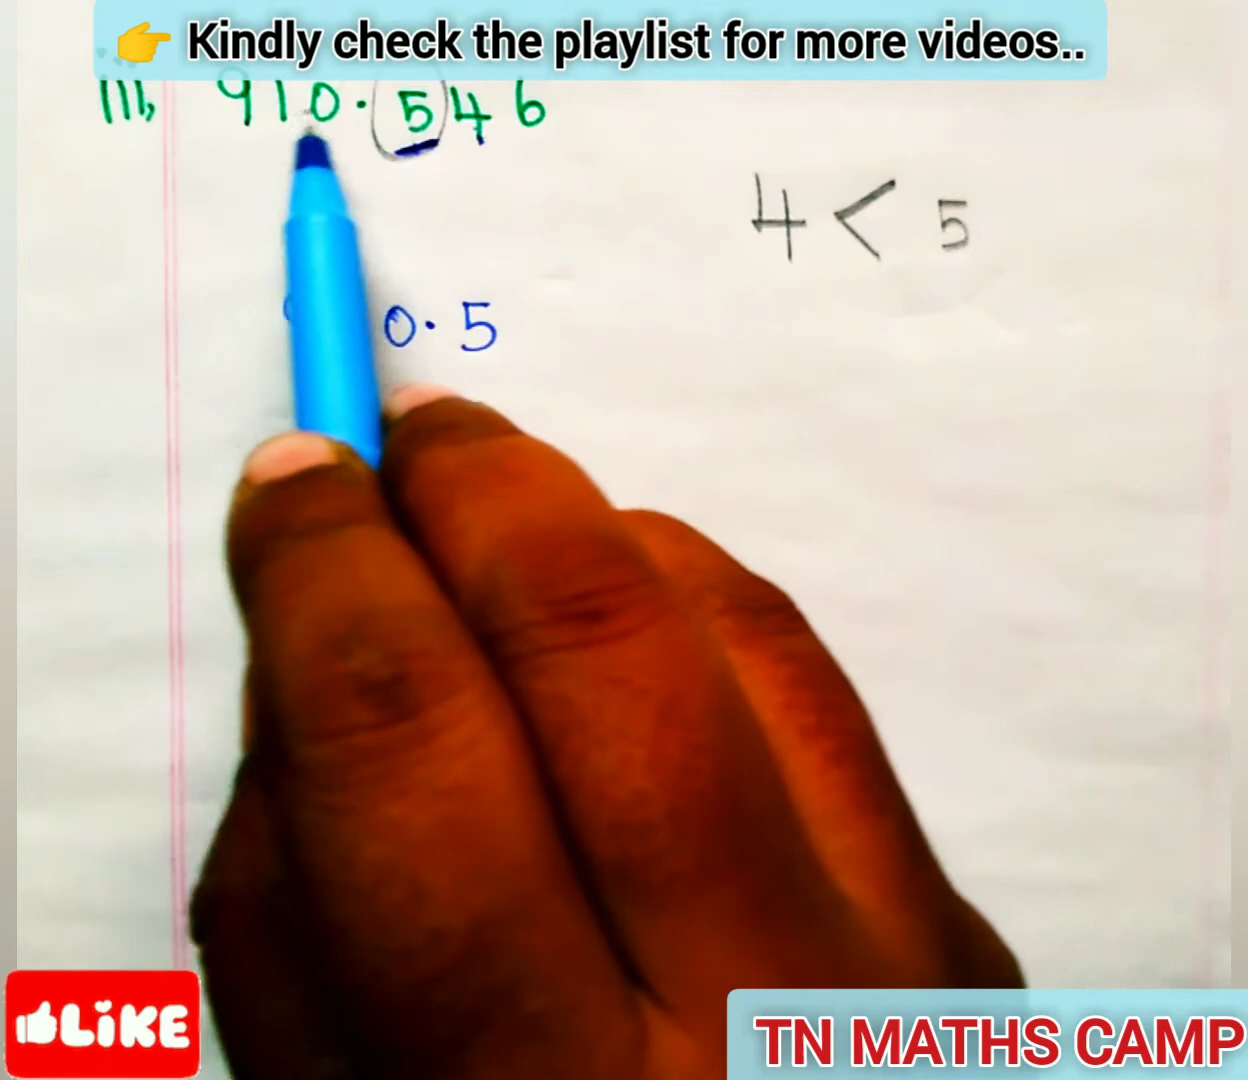 👉 Kindly check the playlist for more videos..
iii, 910.546
4 < 5
0.5
LiKE
TN MATHS CAMP